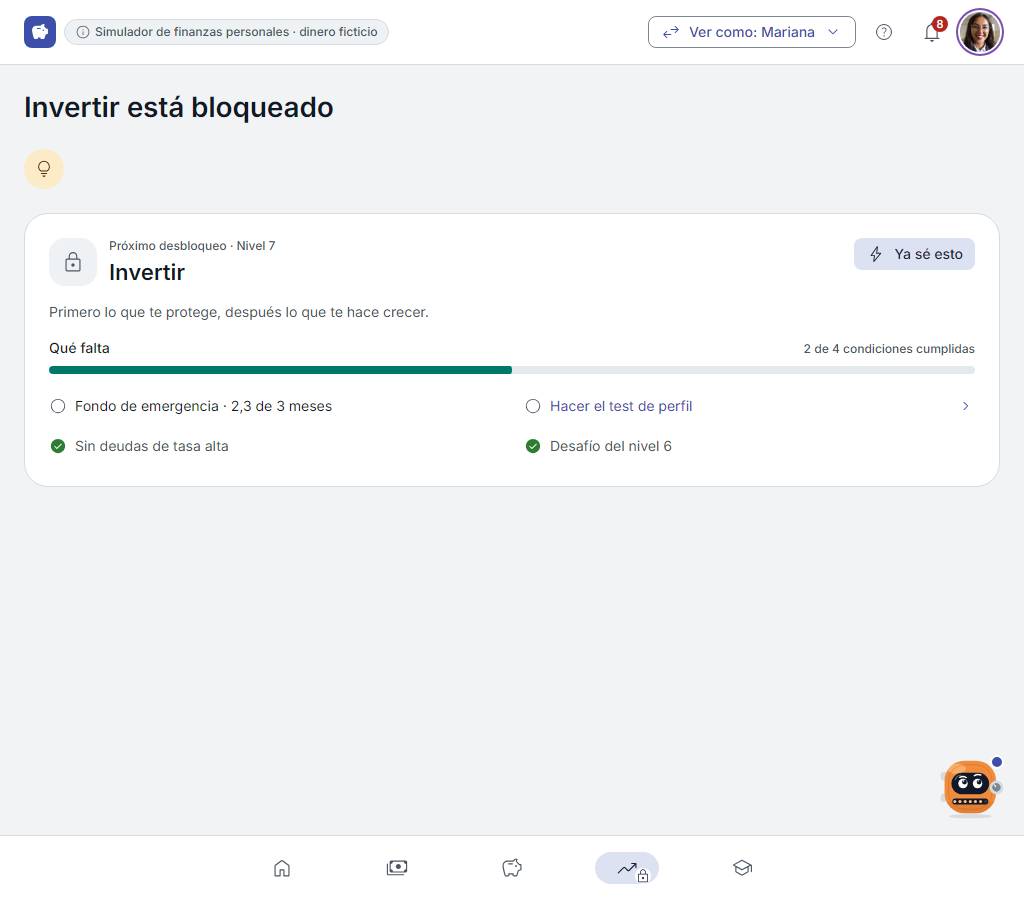 Simulador de finanzas personales · dinero ficticio
Ver como: Mariana
8
Invertir está bloqueado
Próximo desbloqueo · Nivel 7
Invertir
Ya sé esto
Primero lo que te protege, después lo que te hace crecer.
Qué falta
2 de 4 condiciones cumplidas
Fondo de emergencia · 2,3 de 3 meses
Hacer el test de perfil
Sin deudas de tasa alta
Desafío del nivel 6